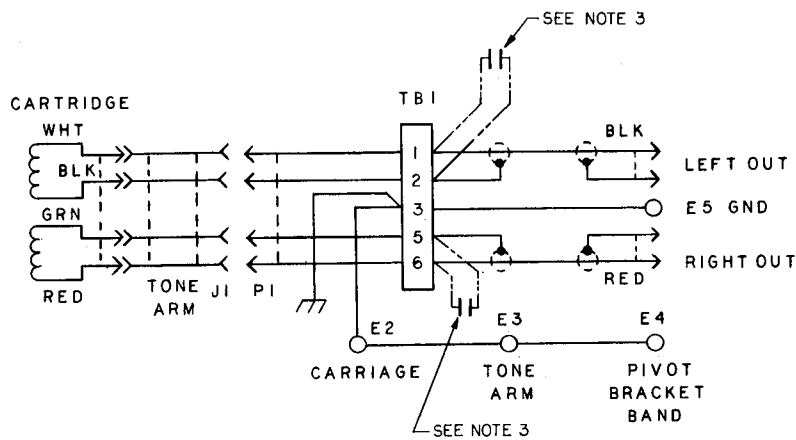 SEE NOTE 3
CARTRIDGE
TB1
WHT
BLK
1
BLK
2
LEFT OUT
GRN
3
E5 GND
5
RED
TONE
ARM
J1
P1
6
RED
RIGHT OUT
E2
E3
E4
CARRIAGE
TONE
ARM
PIVOT
BRACKET
BAND
SEE NOTE 3